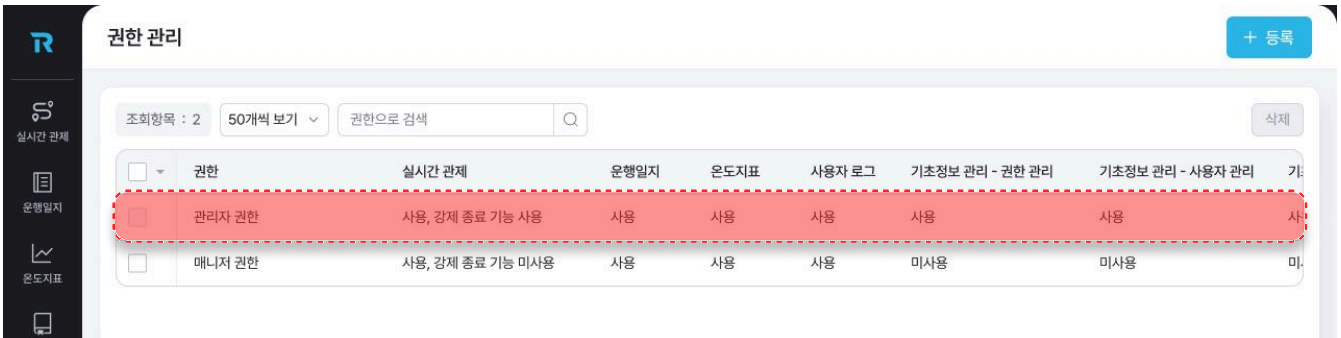 권한 관리
+ 등록
실시간 관제
운행일지
온도지표
조회항목 : 2 50개씩 보기 권한으로 검색 삭제
권한 실시간 관제 운행일지 온도지표 사용자 로그 기초정보 관리 - 권한 관리 기초정보 관리 - 사용자 관리
관리자 권한 사용, 강제 종료 기능 사용 사용 사용 사용 사용 사용
매니저 권한 사용, 강제 종료 기능 미사용 사용 사용 사용 미사용 미사용